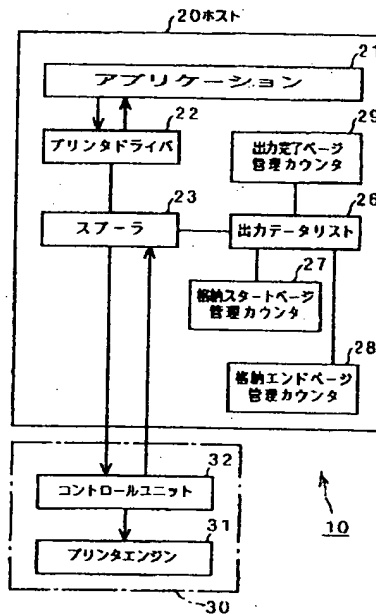 20ホスト
21
アプリケーション
22
プリンタドライバ
29
出力完了ページ
管理カウンタ
23
スプーラ
26
出力データリスト
27
格納スタートページ
管理カウンタ
28
格納エンドページ
管理カウンタ
32
コントロールユニット
31
プリンタエンジン
10
30